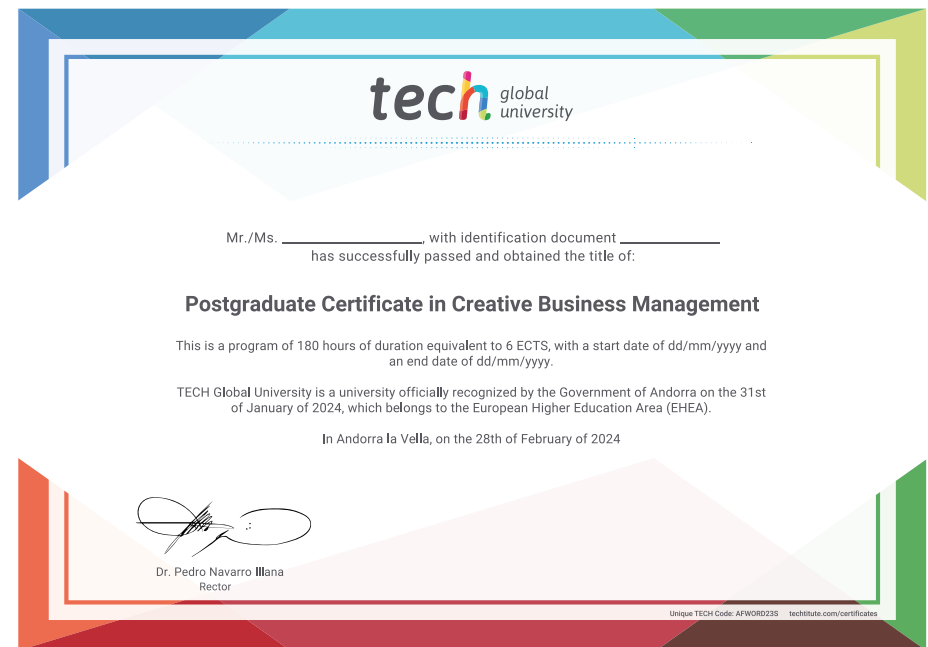 tech global university
Mr./Ms. ____________________, with identification document ______________
has successfully passed and obtained the title of:
Postgraduate Certificate in Creative Business Management
This is a program of 180 hours of duration equivalent to 6 ECTS, with a start date of dd/mm/yyyy and
an end date of dd/mm/yyyy.
TECH Global University is a university officially recognized by the Government of Andorra on the 31st
of January of 2024, which belongs to the European Higher Education Area (EHEA).
In Andorra la Vella, on the 28th of February of 2024
Dr. Pedro Navarro Illana
Rector
Unique TECH Code: AFWORD23S techtitute.com/certificates